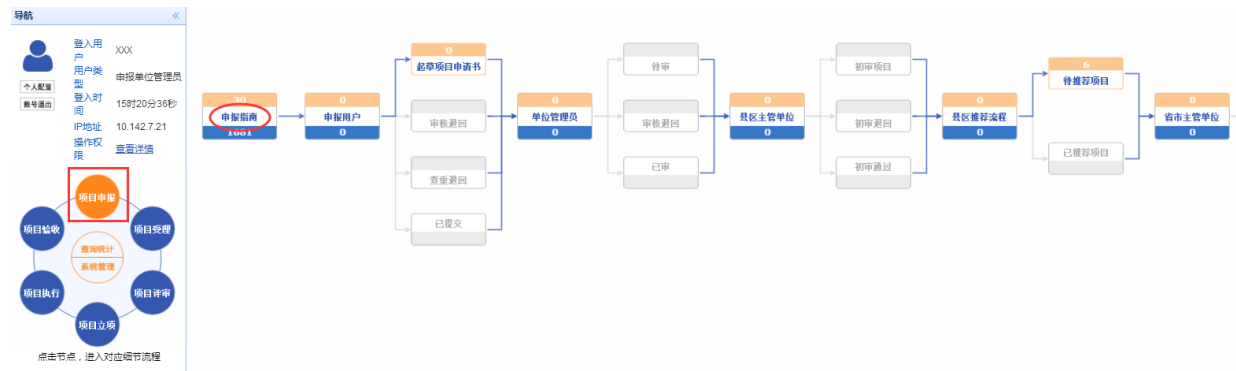 导航
«
登入用户
XXX
用户类型
申报单位管理员
登入时间
15时20分36秒
IP地址
10.142.7.21
操作权限
查看详情
个人配置
账号退出
项目申报
项目验收
项目受理
查询统计
系统管理
项目执行
项目评审
项目立项
点击节点，进入对应细节流程
30
申报指南
1681
0
申报用户
0
0
起草项目申请书
审核退回
查重退回
已提交
0
单位管理员
0
待审
审核退回
已审
0
县区主管单位
0
初审项目
初审退回
初审通过
0
县区推荐流程
0
6
待推荐项目
已推荐项目
0
省市主管单位
0